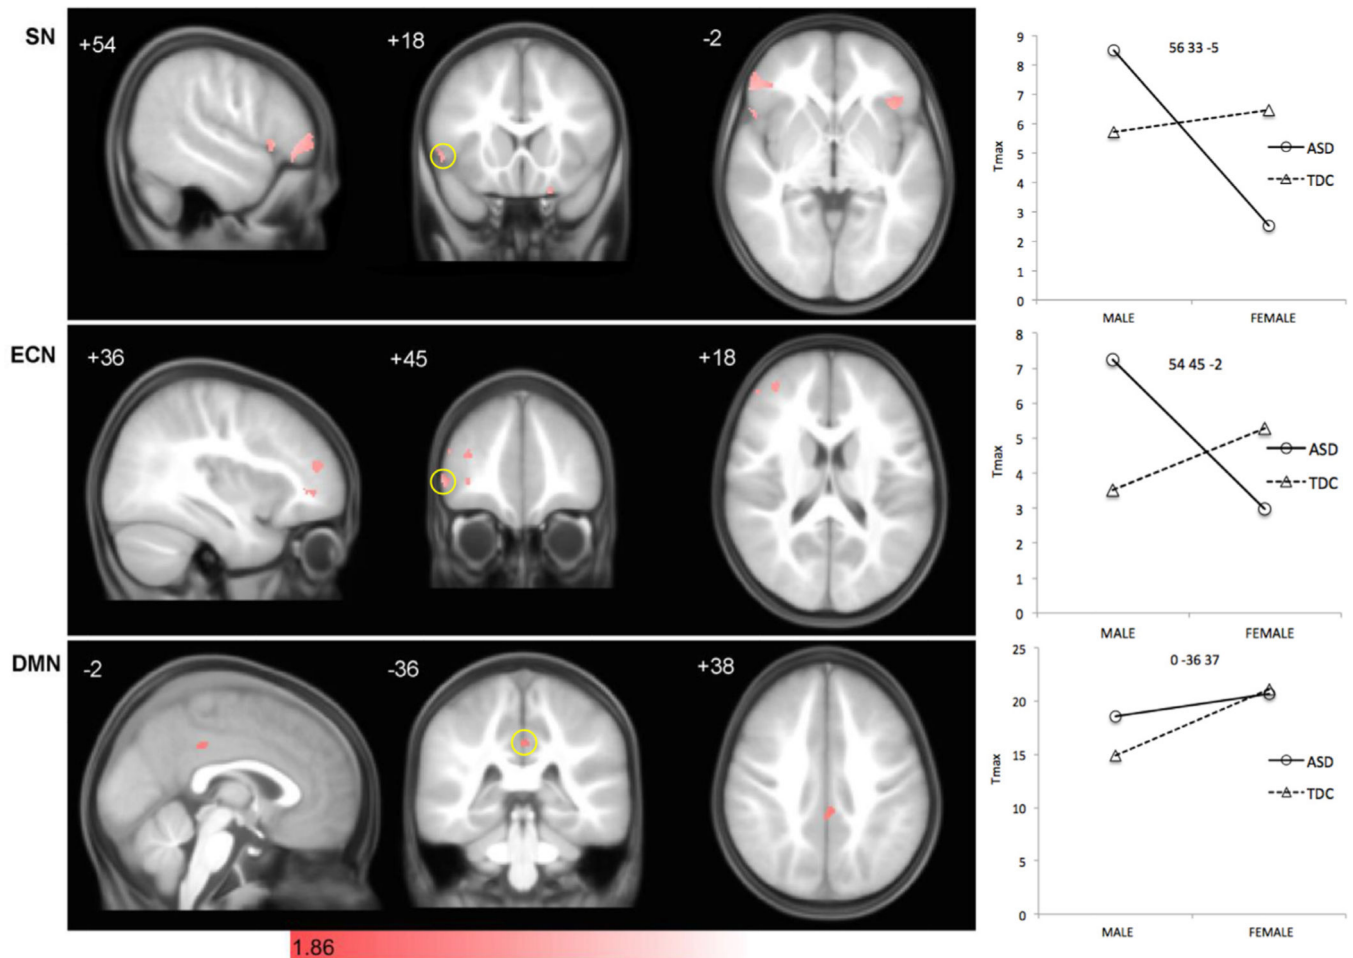 SN
+54
+18
-2
9
8
7
6
5
4
3
2
1
0
Tmax
56 33 -5
ASD
TDC
MALE
FEMALE
ECN
+36
+45
+18
8
7
6
5
4
3
2
1
0
Tmax
54 45 -2
ASD
TDC
MALE
FEMALE
DMN
-2
-36
+38
25
20
15
10
5
0
Tmax
0 -36 37
ASD
TDC
MALE
FEMALE
1.86